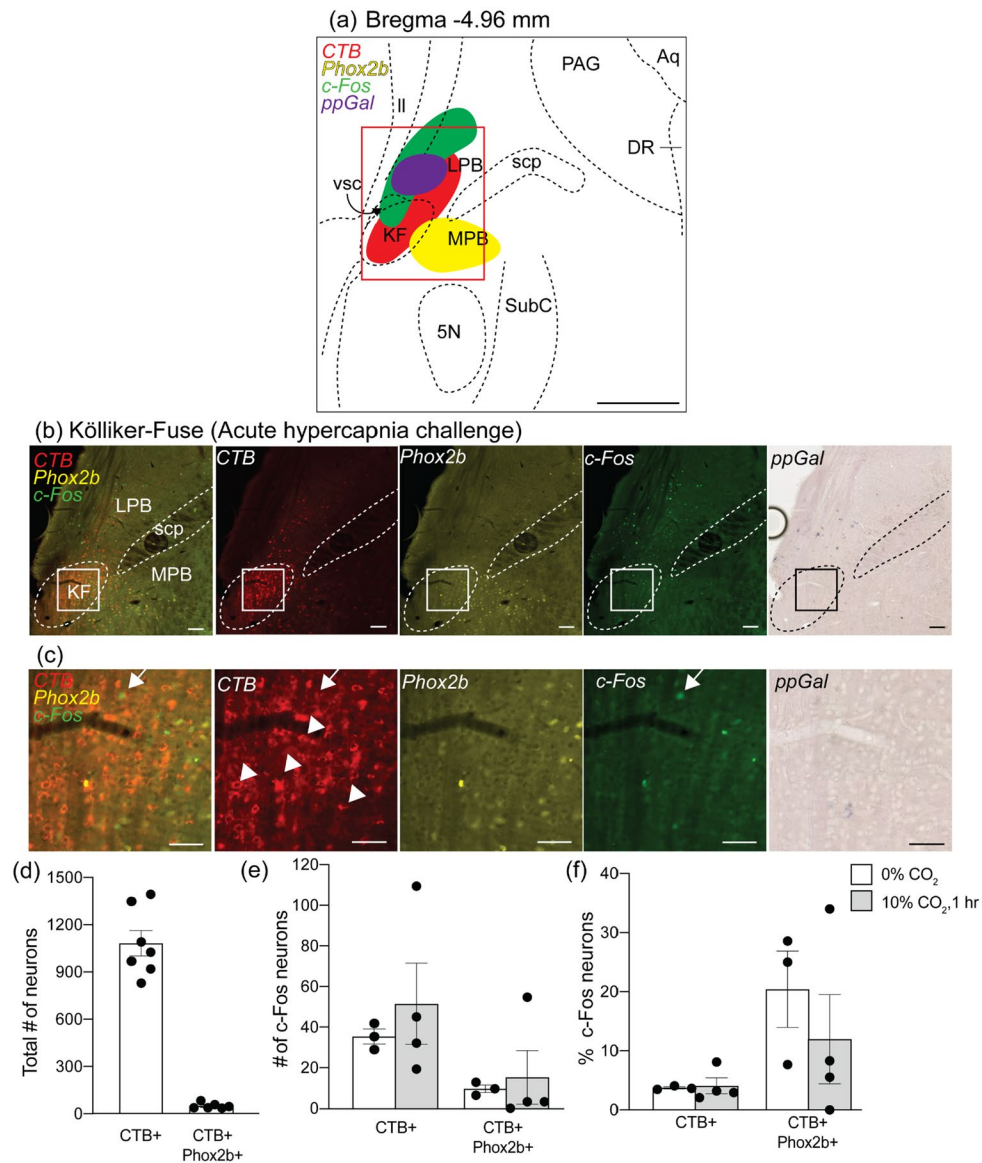 (a) Bregma -4.96 mm
CTB
Phox2b
c-Fos
ppGal
ll
PAG
Aq
DR
LPB
scp
vsc
KF
MPB
SubC
5N
(b) Kölliker-Fuse (Acute hypercapnia challenge)
CTB
Phox2b
c-Fos
LPB
scp
MPB
KF
CTB
Phox2b
c-Fos
ppGal
(c)
CTB
Phox2b
c-Fos
CTB
Phox2b
c-Fos
ppGal
(d)
Total # of neurons
1500
1200
900
600
300
0
CTB+
CTB+
Phox2b+
(e)
# of c-Fos neurons
120
100
80
60
40
20
0
CTB+
CTB+
Phox2b+
(f)
% c-Fos neurons
40
30
20
10
0
CTB+
CTB+
Phox2b+
0% CO₂
10% CO₂,1 hr